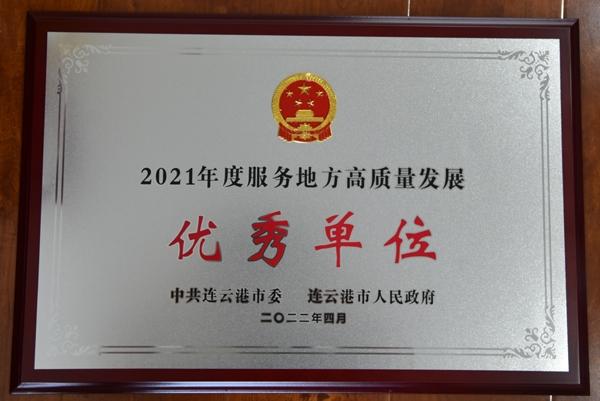 2021年度服务地方高质量发展
优秀单位
中共连云港市委 连云港市人民政府
二〇二二年四月